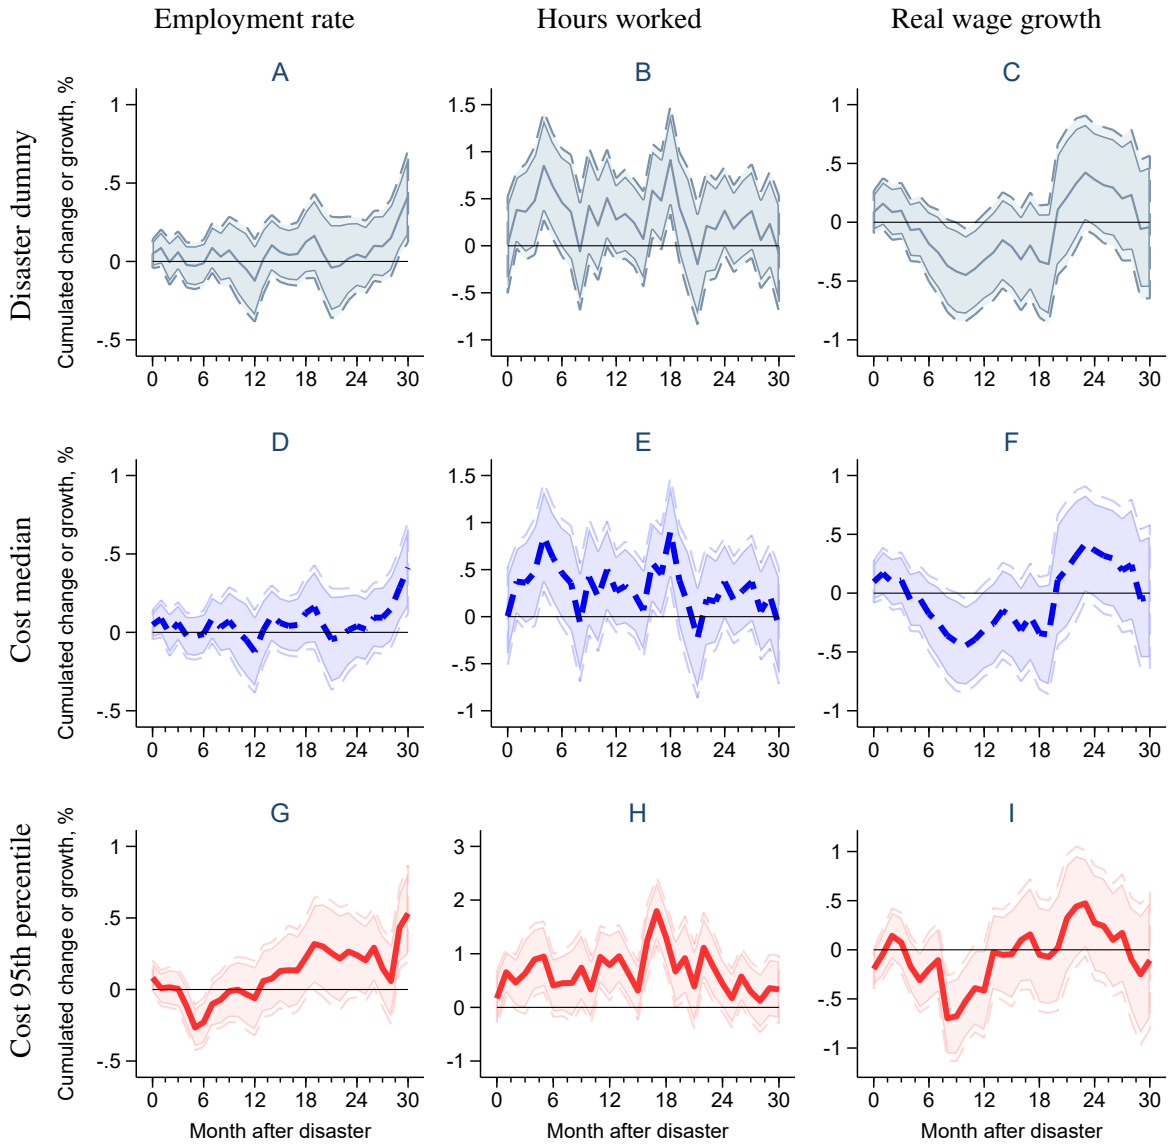 Employment rate
Hours worked
Real wage growth
Disaster dummy
Cumulated change or growth, %
A
1
.5
0
-.5
0 6 12 18 24 30
B
1.5
1
.5
0
-.5
-1
0 6 12 18 24 30
C
1
.5
0
-.5
-1
0 6 12 18 24 30
Cost median
Cumulated change or growth, %
D
1
.5
0
-.5
0 6 12 18 24 30
E
1.5
1
.5
0
-.5
-1
0 6 12 18 24 30
F
1
.5
0
-.5
-1
0 6 12 18 24 30
Cost 95th percentile
Cumulated change or growth, %
G
1
.5
0
-.5
0 6 12 18 24 30
Month after disaster
H
3
2
1
0
-1
0 6 12 18 24 30
Month after disaster
I
1
.5
0
-.5
-1
0 6 12 18 24 30
Month after disaster